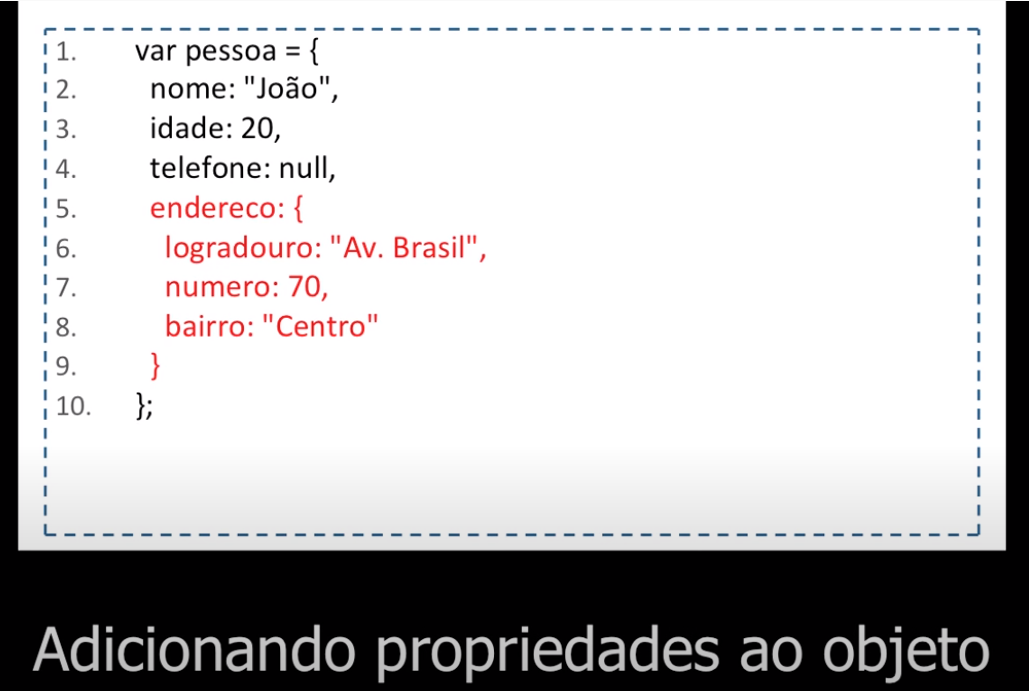 1. var pessoa = {
2. nome: "João",
3. idade: 20,
4. telefone: null,
5. endereco: {
6. logradouro: "Av. Brasil",
7. numero: 70,
8. bairro: "Centro"
9. }
10. };
Adicionando propriedades ao objeto